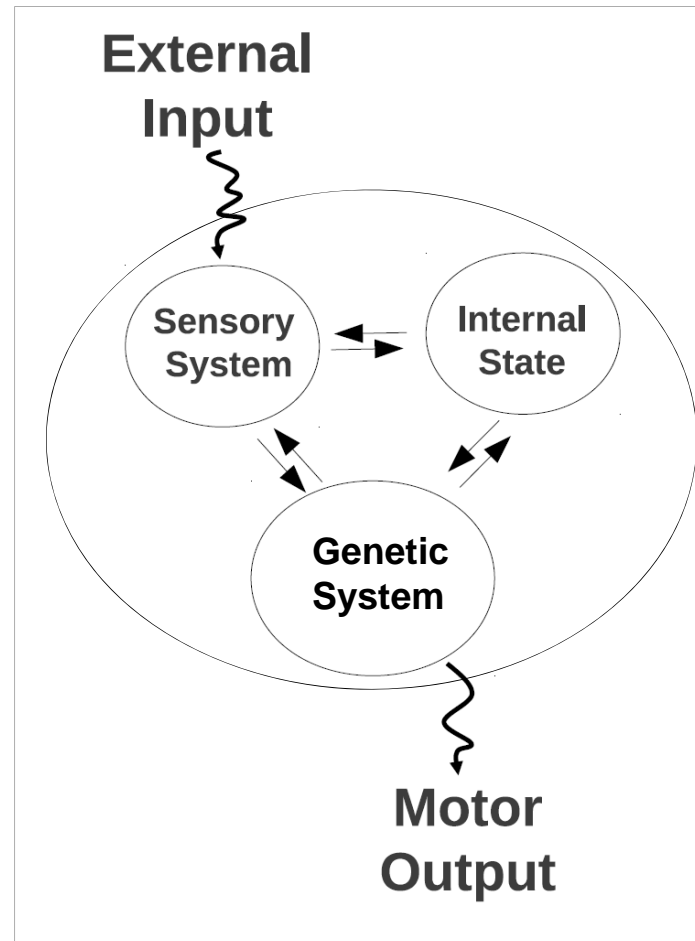 External
Input
Sensory
System
Internal
State
Genetic
System
Motor
Output